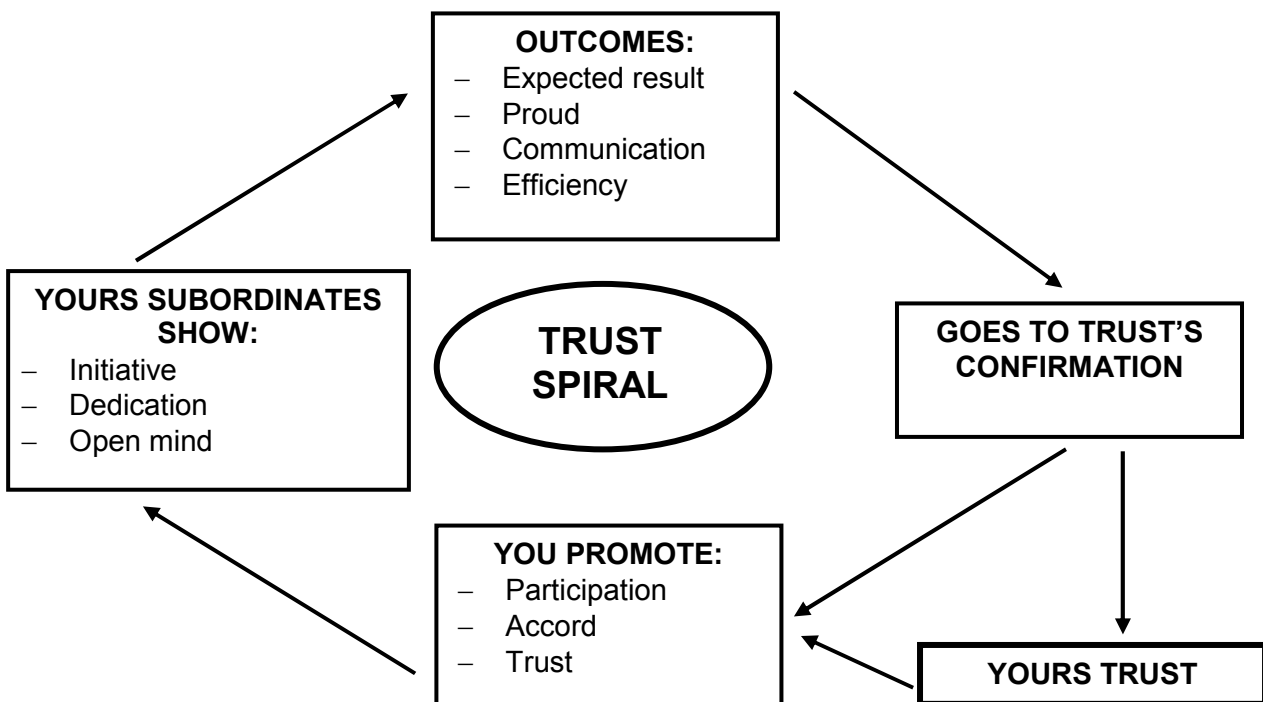 OUTCOMES:
– Expected result
– Proud
– Communication
– Efficiency
YOURS SUBORDINATES
SHOW:
– Initiative
– Dedication
– Open mind
TRUST
SPIRAL
GOES TO TRUST’S
CONFIRMATION
YOU PROMOTE:
– Participation
– Accord
– Trust
YOURS TRUST